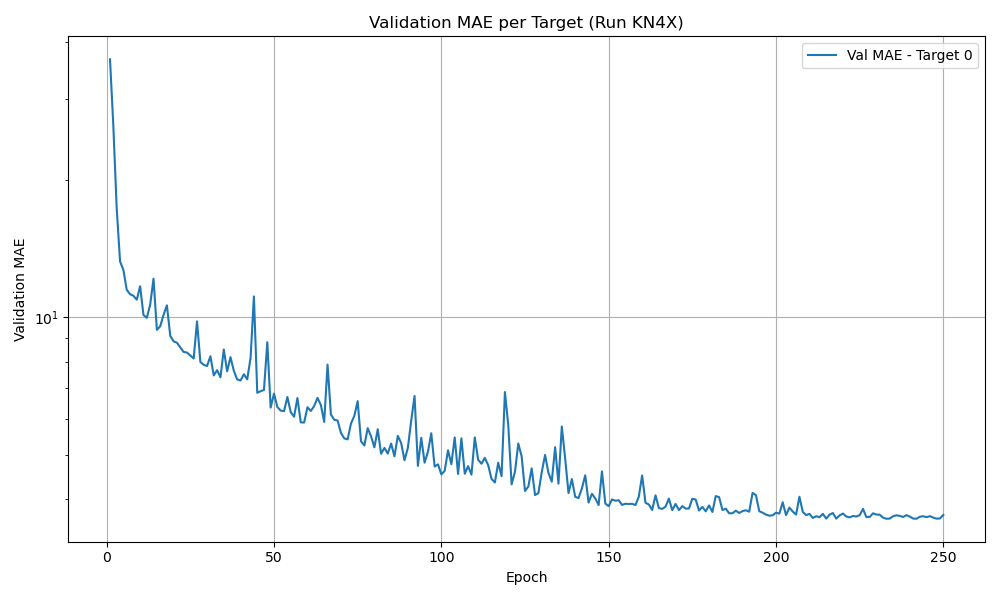 Validation MAE per Target (Run KN4X)
Val MAE - Target 0
Validation MAE
10¹
0 50 100 150 200 250
Epoch